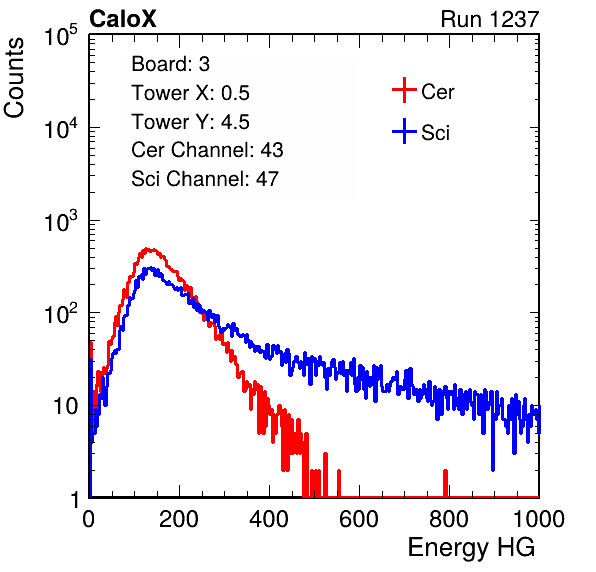 CaloX Run 1237
Counts
10^5
10^4
10^3
10^2
10
1
Board: 3
Tower X: 0.5
Tower Y: 4.5
Cer Channel: 43
Sci Channel: 47
Cer
Sci
0 200 400 600 800 1000
Energy HG